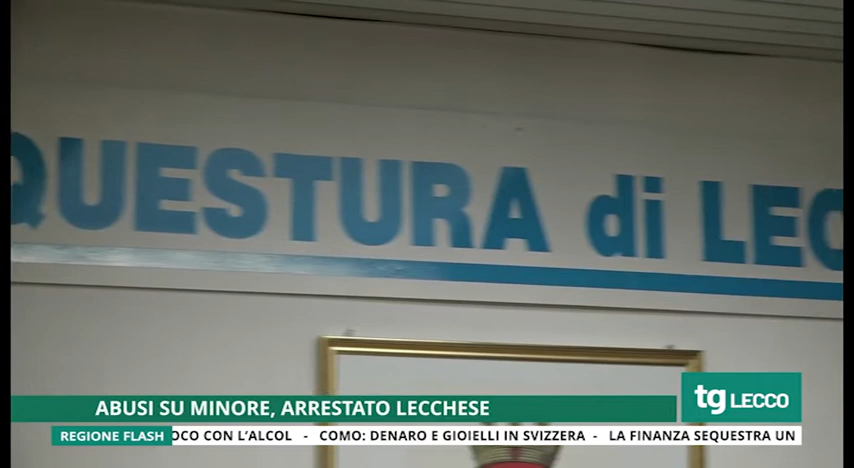 QUESTURA di LEC
ABUSI SU MINORE, ARRESTATO LECCHESE
tg LECCO
REGIONE FLASH OCO CON L'ALCOL - COMO: DENARO E GIOIELLI IN SVIZZERA - LA FINANZA SEQUESTRA UN